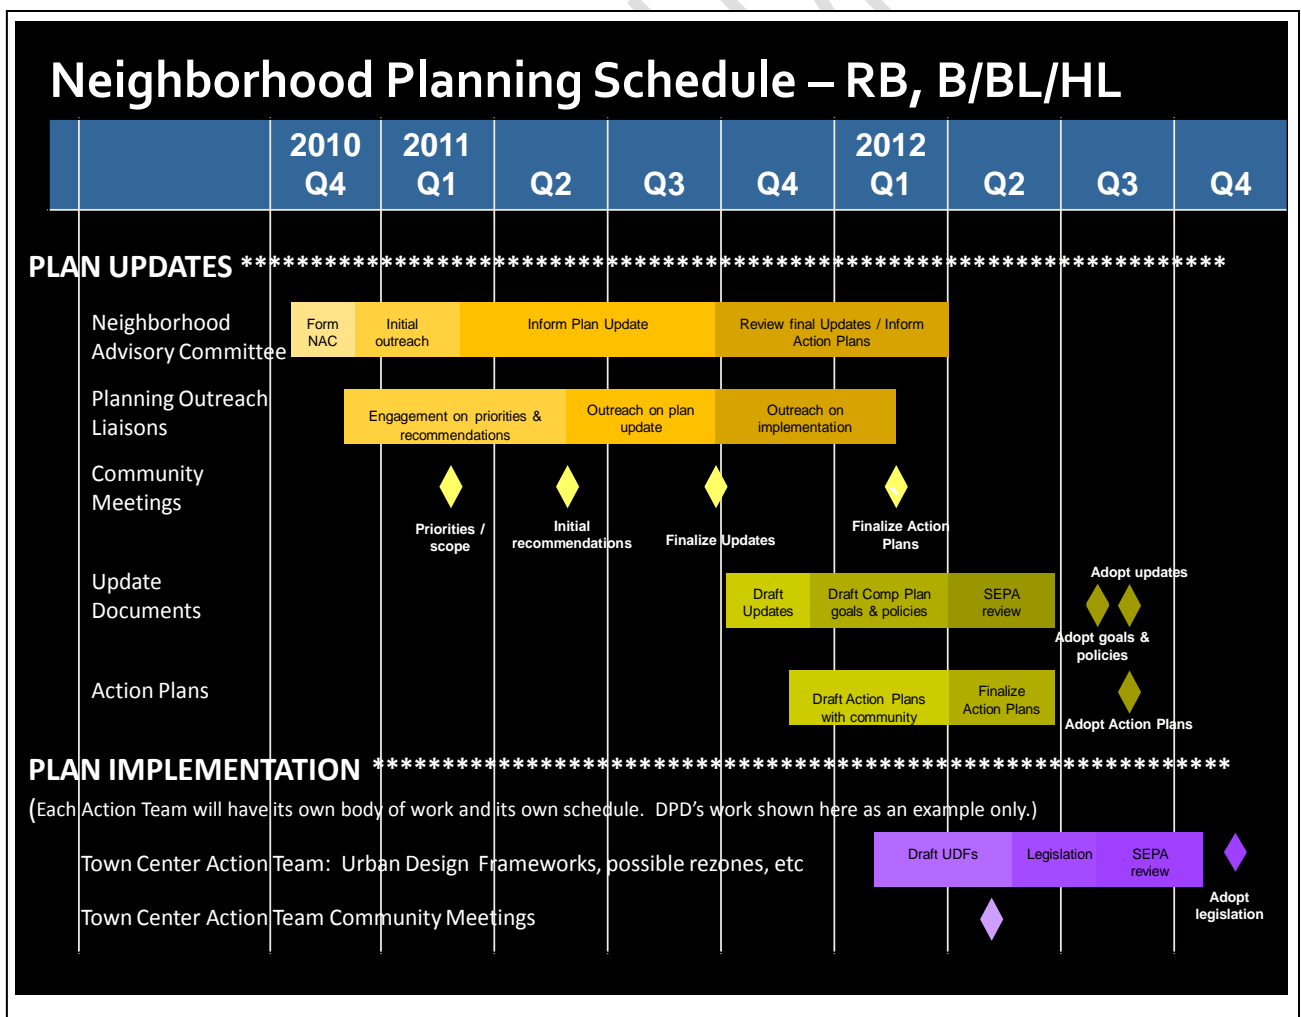 Neighborhood Planning Schedule – RB, B/BL/HL
2010 2011 2012
Q4 Q1 Q2 Q3 Q4 Q1 Q2 Q3 Q4
PLAN UPDATES **********************************************************************
Neighborhood
Advisory Committee
Form
NAC
Initial
outreach
Inform Plan Update
Review final Updates / Inform
Action Plans
Planning Outreach
Liaisons
Engagement on priorities &
recommendations
Outreach on plan
update
Outreach on
implementation
Community
Meetings
Priorities /
scope
Initial
recommendations
Finalize Updates
Finalize Action
Plans
Update
Documents
Draft
Updates
Draft Comp Plan
goals & policies
SEPA
review
Adopt updates
Adopt goals &
policies
Action Plans
Draft Action Plans
with community
Finalize
Action Plans
Adopt Action Plans
PLAN IMPLEMENTATION *************************************************************
(Each Action Team will have its own body of work and its own schedule.  DPD’s work shown here as an example only.)
Town Center Action Team:  Urban Design  Frameworks, possible rezones, etc
Draft UDFs
Legislation
SEPA
review
Adopt
legislation
Town Center Action Team Community Meetings